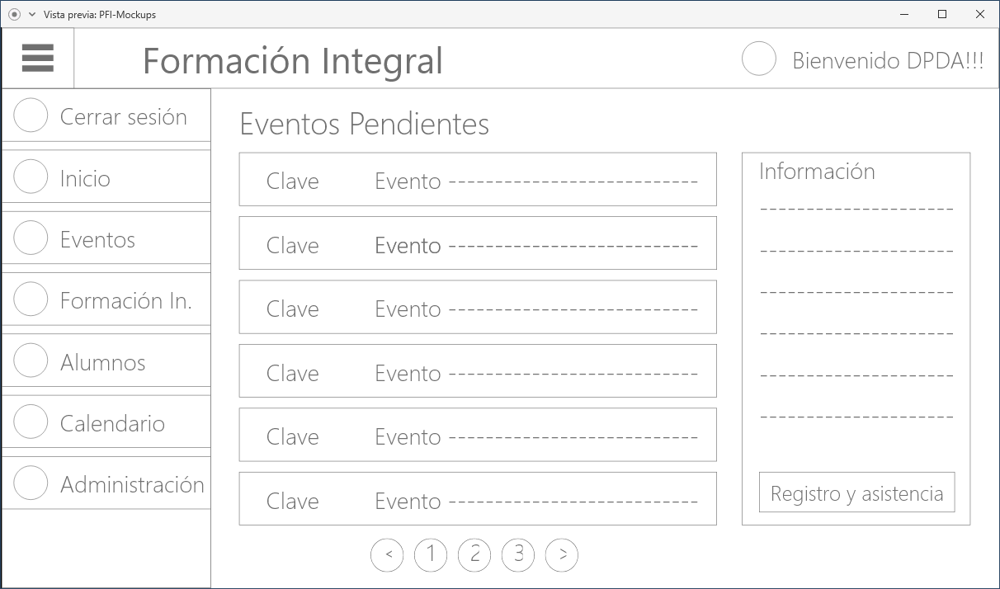 Vista previa: PFI-Mockups
Formación Integral
Bienvenido DPDA!!!
Cerrar sesión
Inicio
Eventos
Formación In.
Alumnos
Calendario
Administración
Eventos Pendientes
Clave Evento ---------------------------
Clave Evento ---------------------------
Clave Evento ---------------------------
Clave Evento ---------------------------
Clave Evento ---------------------------
Clave Evento ---------------------------
< 1 2 3 >
Información
---------------------
---------------------
---------------------
---------------------
---------------------
---------------------
Registro y asistencia